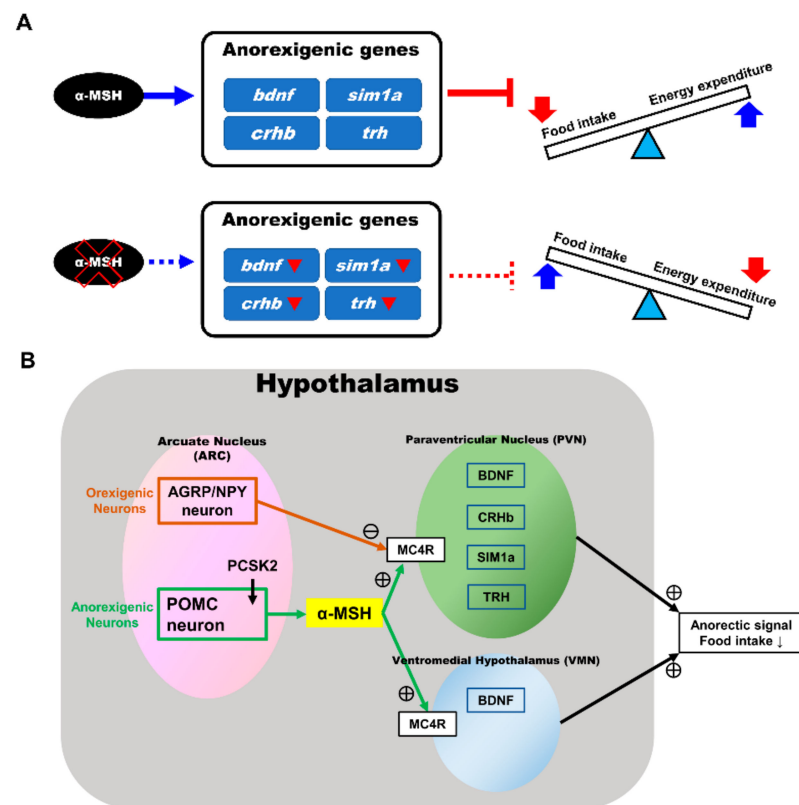 A
α-MSH
Anorexigenic genes
bdnf
sim1a
crhb
trh
Food intake
Energy expenditure
α-MSH
Anorexigenic genes
bdnf
sim1a
crhb
trh
Food intake
Energy expenditure
B
Hypothalamus
Arcuate Nucleus
(ARC)
Orexigenic
Neurons
AGRP/NPY
neuron
PCSK2
Anorexigenic
Neurons
POMC
neuron
α-MSH
⊖
MC4R
⊕
Paraventricular Nucleus (PVN)
BDNF
CRHb
SIM1a
TRH
Ventromedial Hypothalamus (VMN)
⊕
MC4R
BDNF
⊕
Anorectic signal
Food intake ↓
⊕